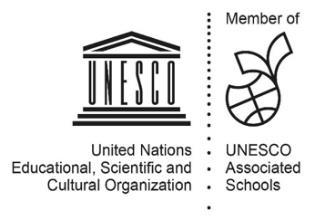 UNESCO
United Nations
Educational, Scientific and
Cultural Organization
Member of
UNESCO
Associated
Schools